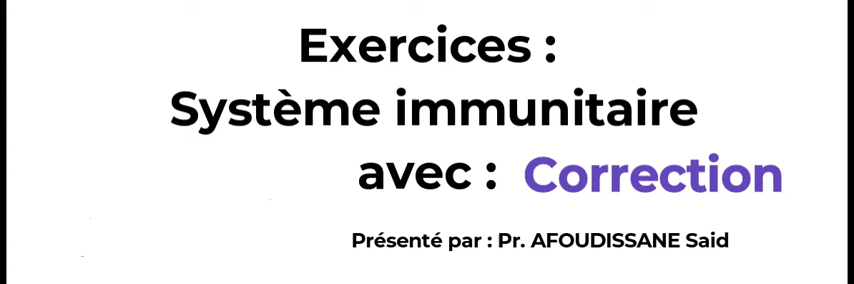 Exercices :
Système immunitaire
avec : Correction
Présenté par : Pr. AFOUDISSANE Said